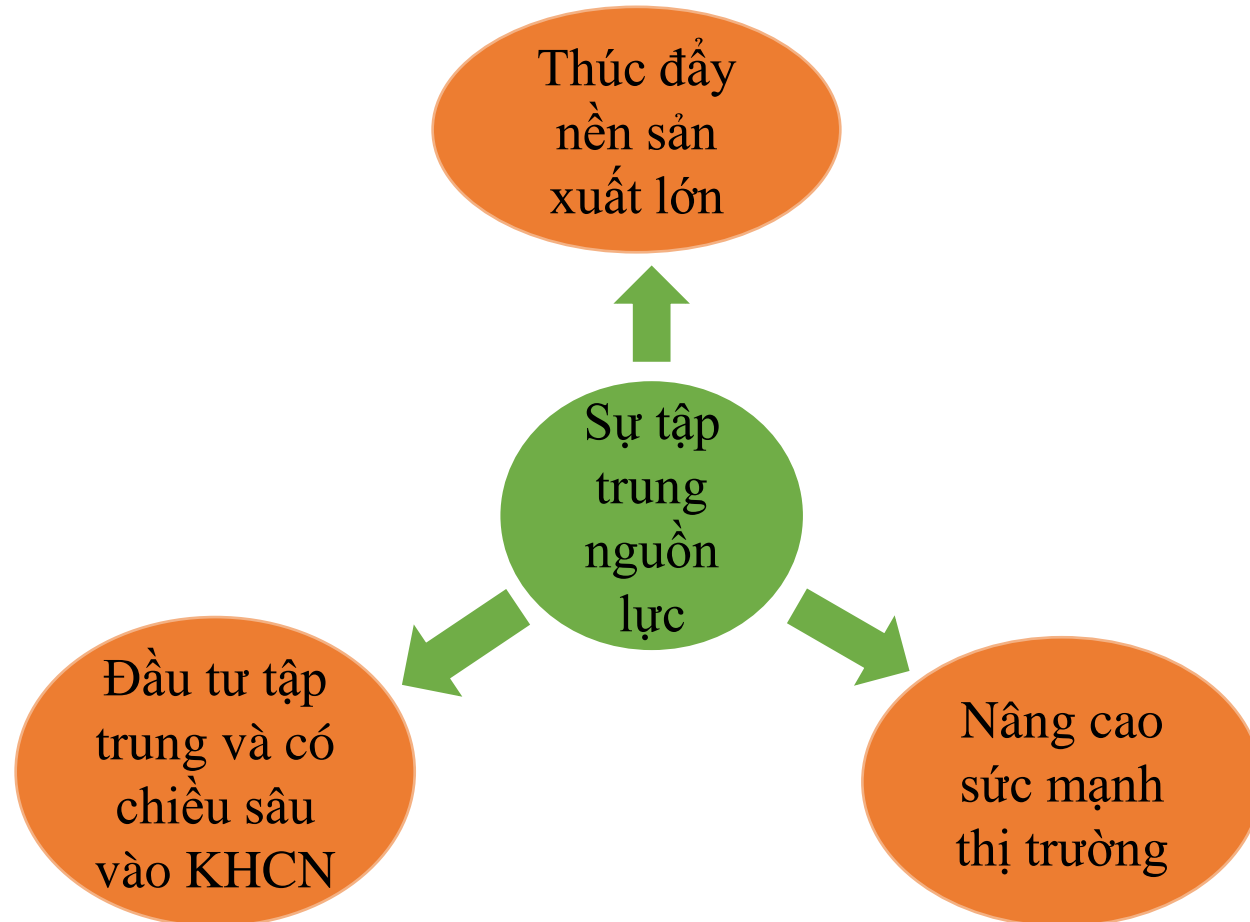 Thúc đẩy
nền sản
xuất lớn
Sự tập
trung
nguồn
lực
Đầu tư tập
trung và có
chiều sâu
vào KHCN
Nâng cao
sức mạnh
thị trường